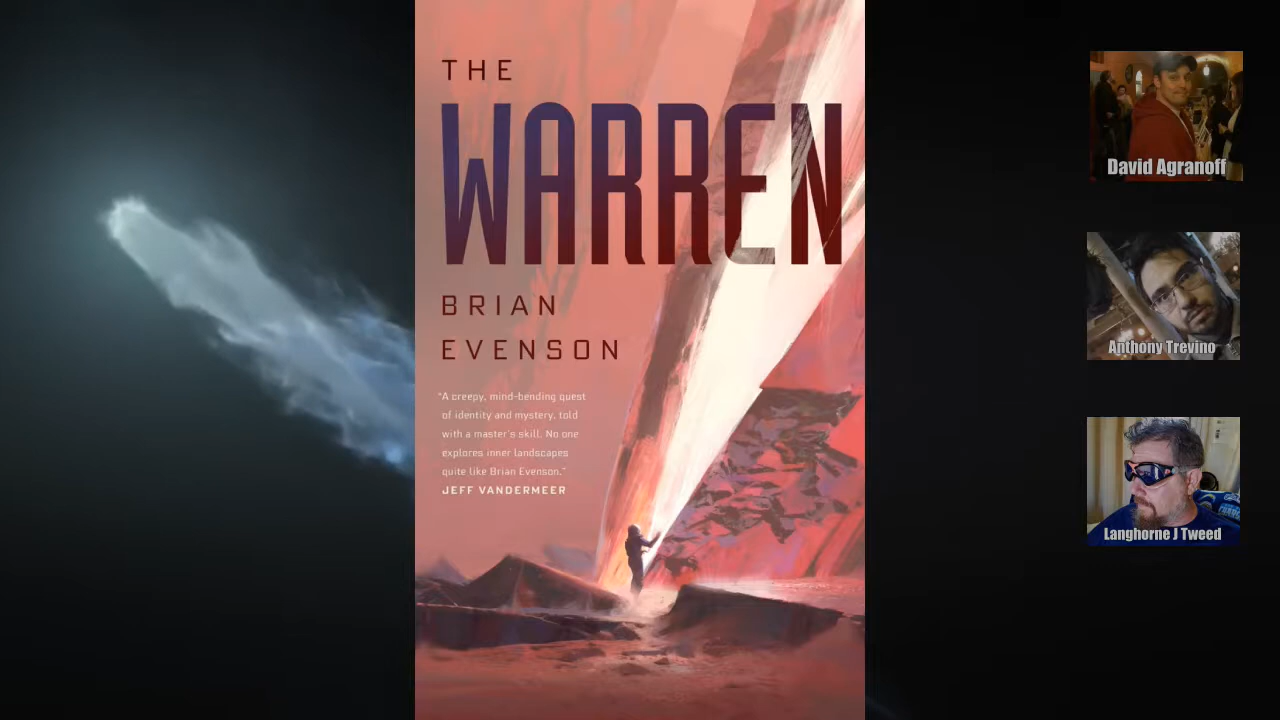 THE
WARREN
BRIAN
EVENSON
"A creepy, mind-bending quest
of identity and mystery, told
with a master's skill. No one
explores inner landscapes
quite like Brian Evenson."
JEFF VANDERMEER
David Agranoff
Anthony Trevino
Langhorne J Tweed